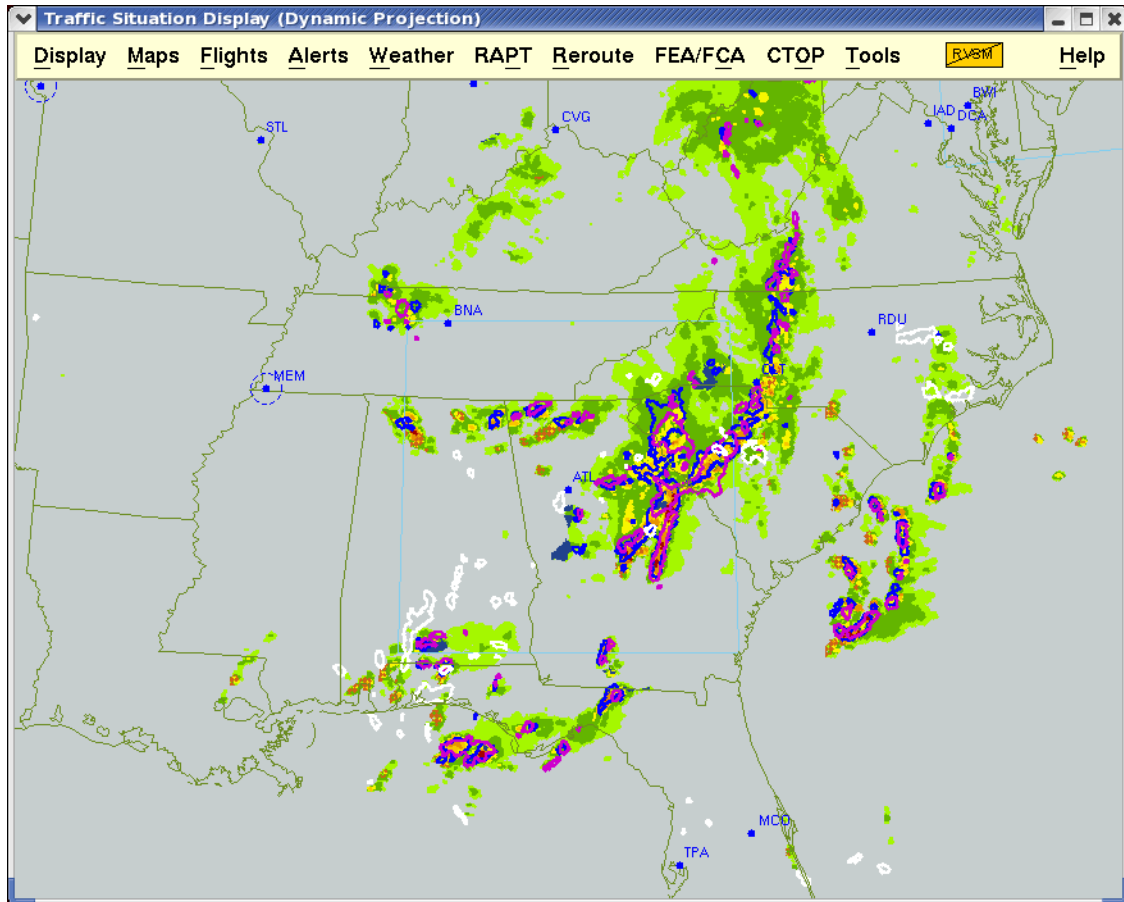 Traffic Situation Display (Dynamic Projection)
Display Maps Flights Alerts Weather RAPT Reroute FEA/FCA CTOP Tools RVSM Help
BWI
IAD DCA
CVG
STL
BNA
RDU
MEM
CLT
ATL
MCO
TPA